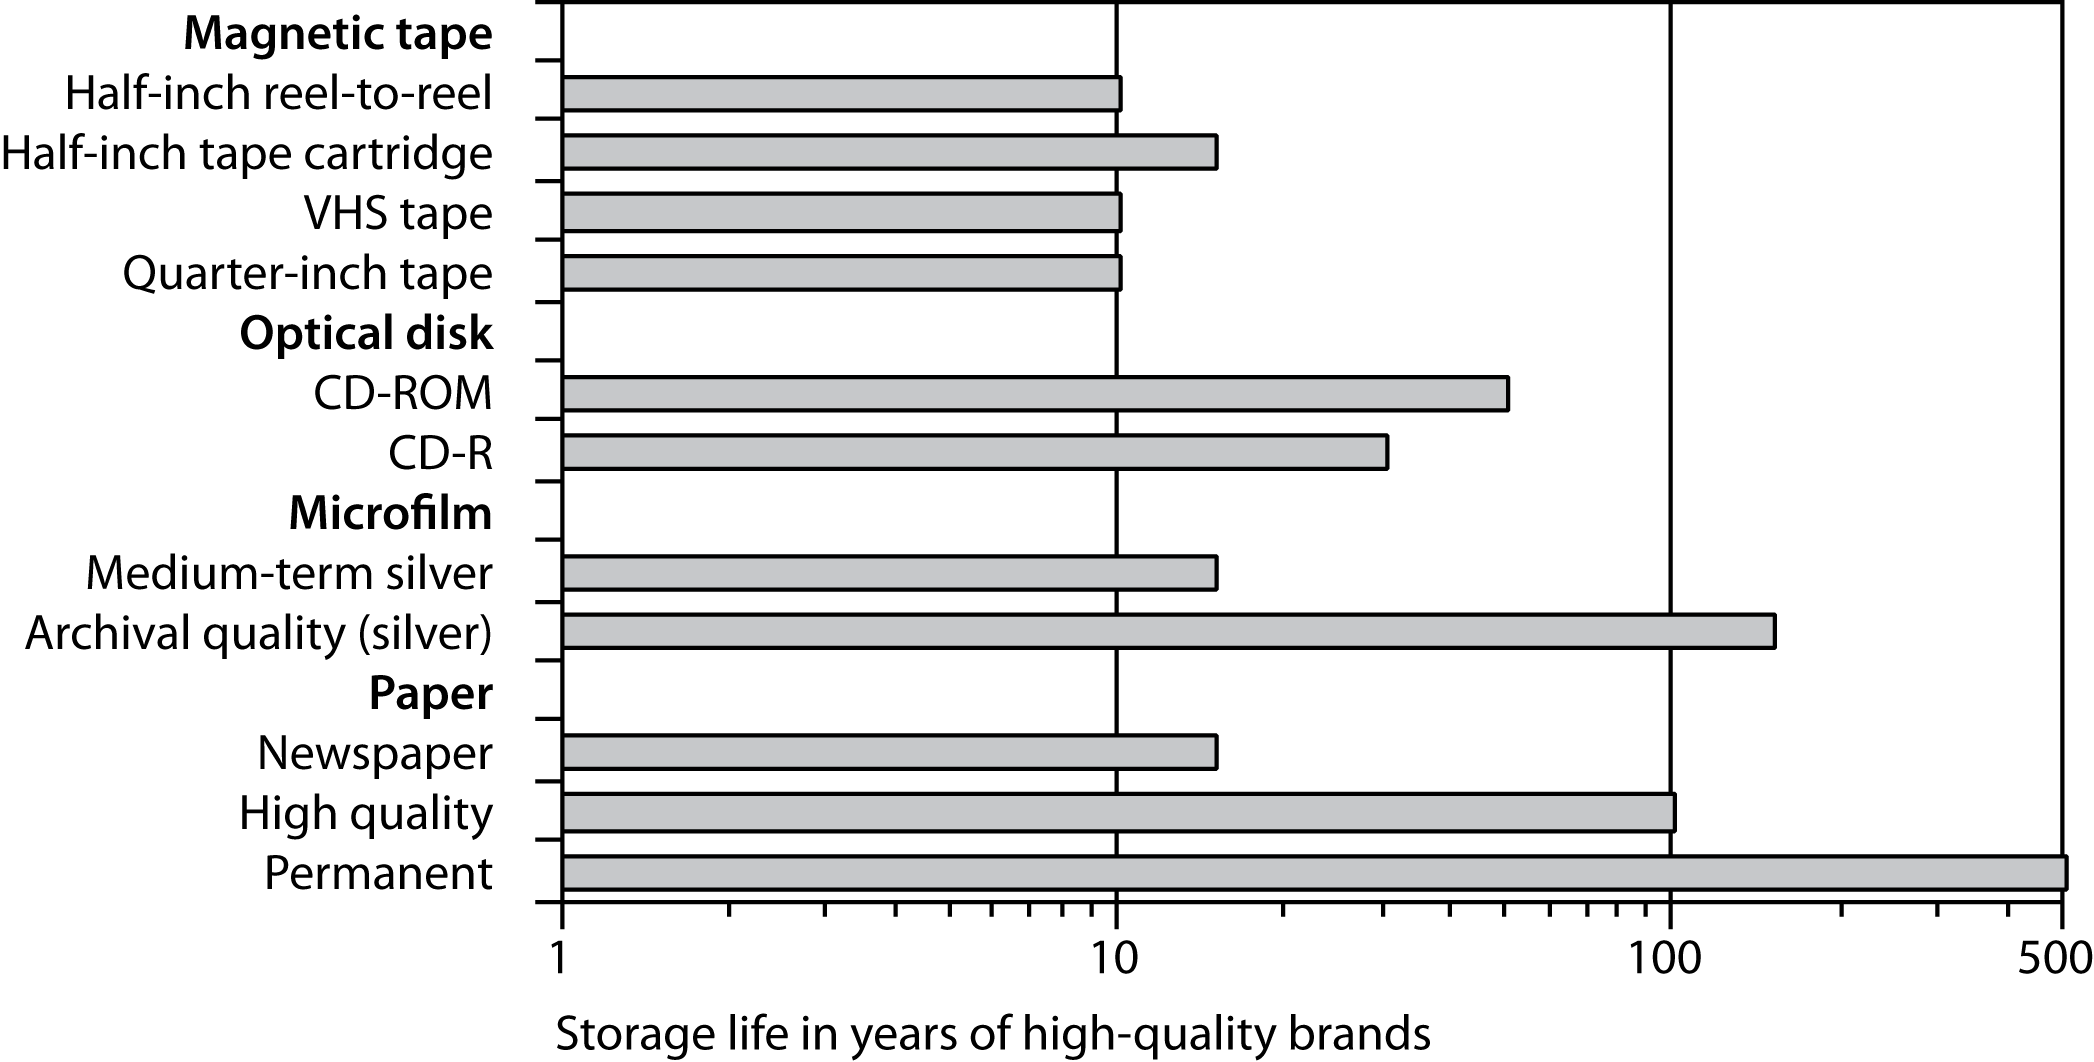 Magnetic tape
Half-inch reel-to-reel
Half-inch tape cartridge
VHS tape
Quarter-inch tape
Optical disk
CD-ROM
CD-R
Microfilm
Medium-term silver
Archival quality (silver)
Paper
Newspaper
High quality
Permanent
1 10 100 500
Storage life in years of high-quality brands